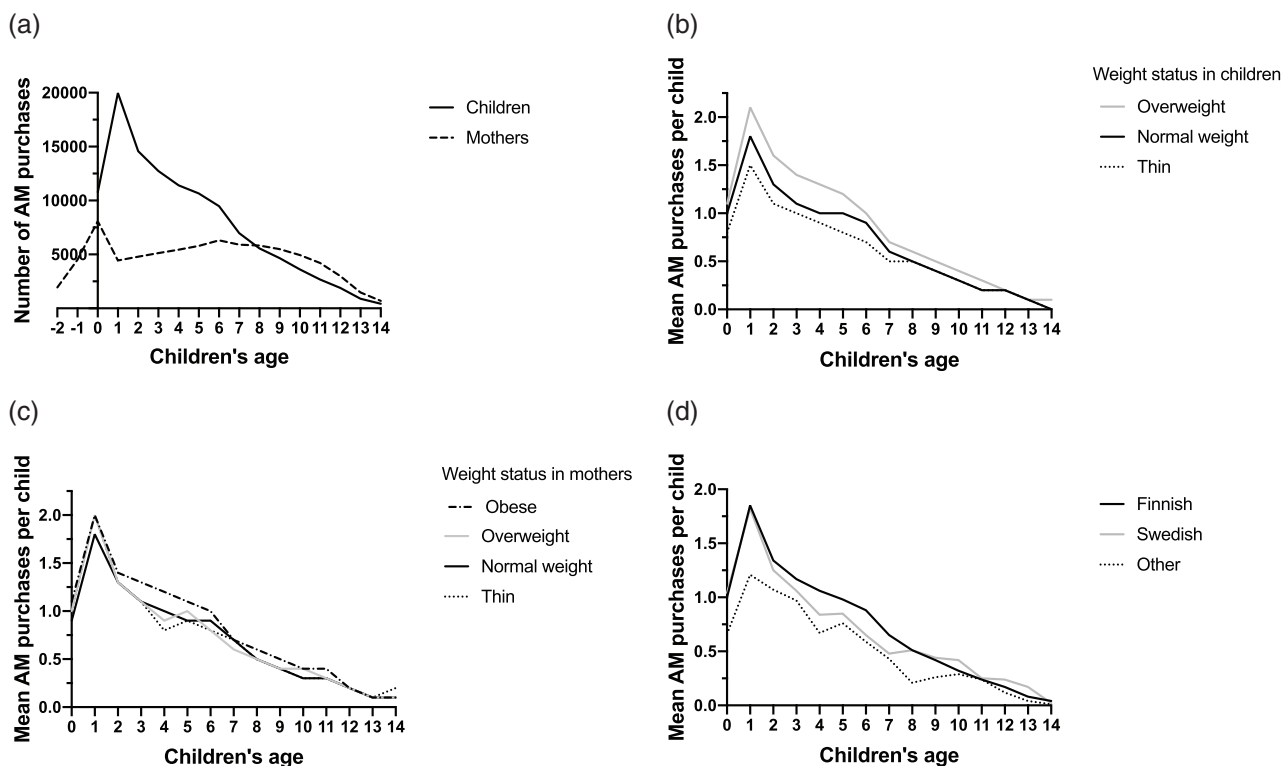 (a)
Number of AM purchases
20000
15000
10000
5000
-2 -1 0 1 2 3 4 5 6 7 8 9 10 11 12 13 14
Children's age
Children
Mothers
(b)
Mean AM purchases per child
2.0
1.5
1.0
0.5
0.0
0 1 2 3 4 5 6 7 8 9 10 11 12 13 14
Children's age
Weight status in children
Overweight
Normal weight
Thin
(c)
Mean AM purchases per child
2.0
1.5
1.0
0.5
0.0
0 1 2 3 4 5 6 7 8 9 10 11 12 13 14
Children's age
Weight status in mothers
Obese
Overweight
Normal weight
Thin
(d)
Mean AM purchases per child
2.0
1.5
1.0
0.5
0.0
0 1 2 3 4 5 6 7 8 9 10 11 12 13 14
Children's age
Finnish
Swedish
Other